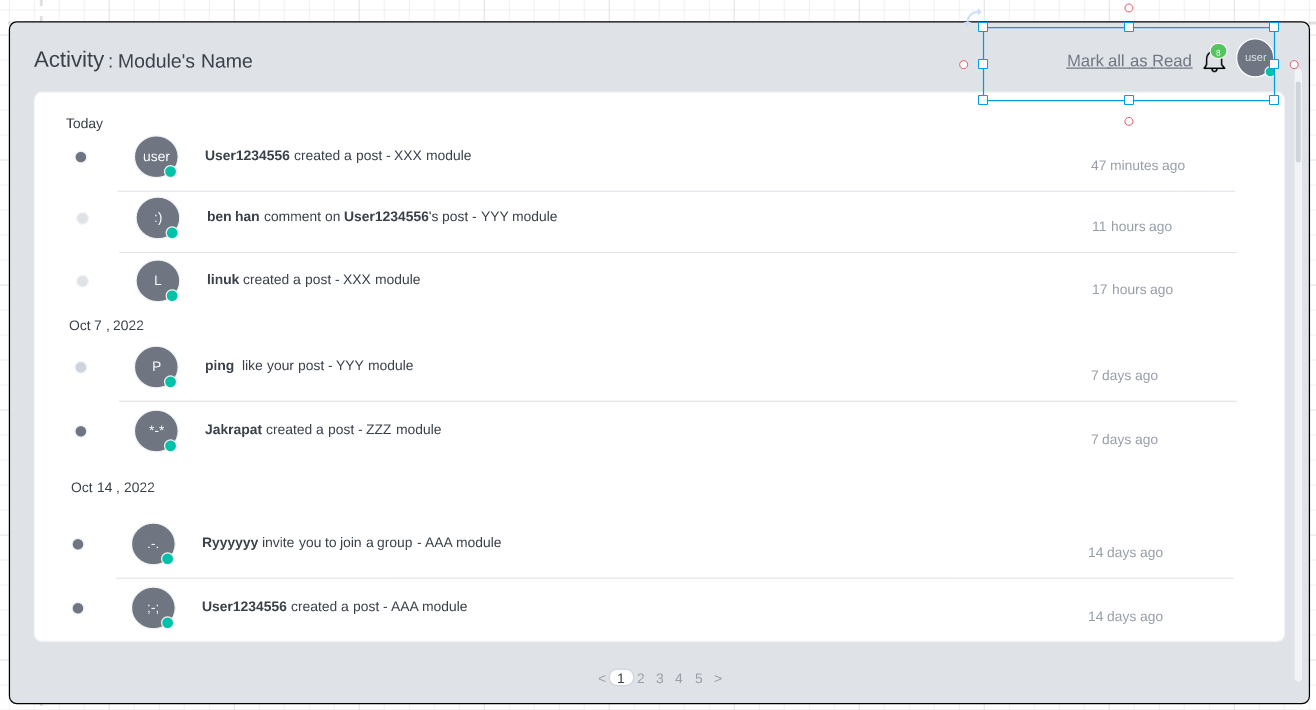 Activity : Module's Name
Mark all as Read
8
user
Today
user
User1234556 created a post - XXX module
47 minutes ago
:)
ben han comment on User1234556's post - YYY module
11 hours ago
L
linuk created a post - XXX module
17 hours ago
Oct 7 , 2022
P
ping  like your post - YYY module
7 days ago
*-*
Jakrapat created a post - ZZZ module
7 days ago
Oct 14 , 2022
.-.
Ryyyyyy invite you to join a group - AAA module
14 days ago
;-;
User1234556 created a post - AAA module
14 days ago
< 1 2 3 4 5 >